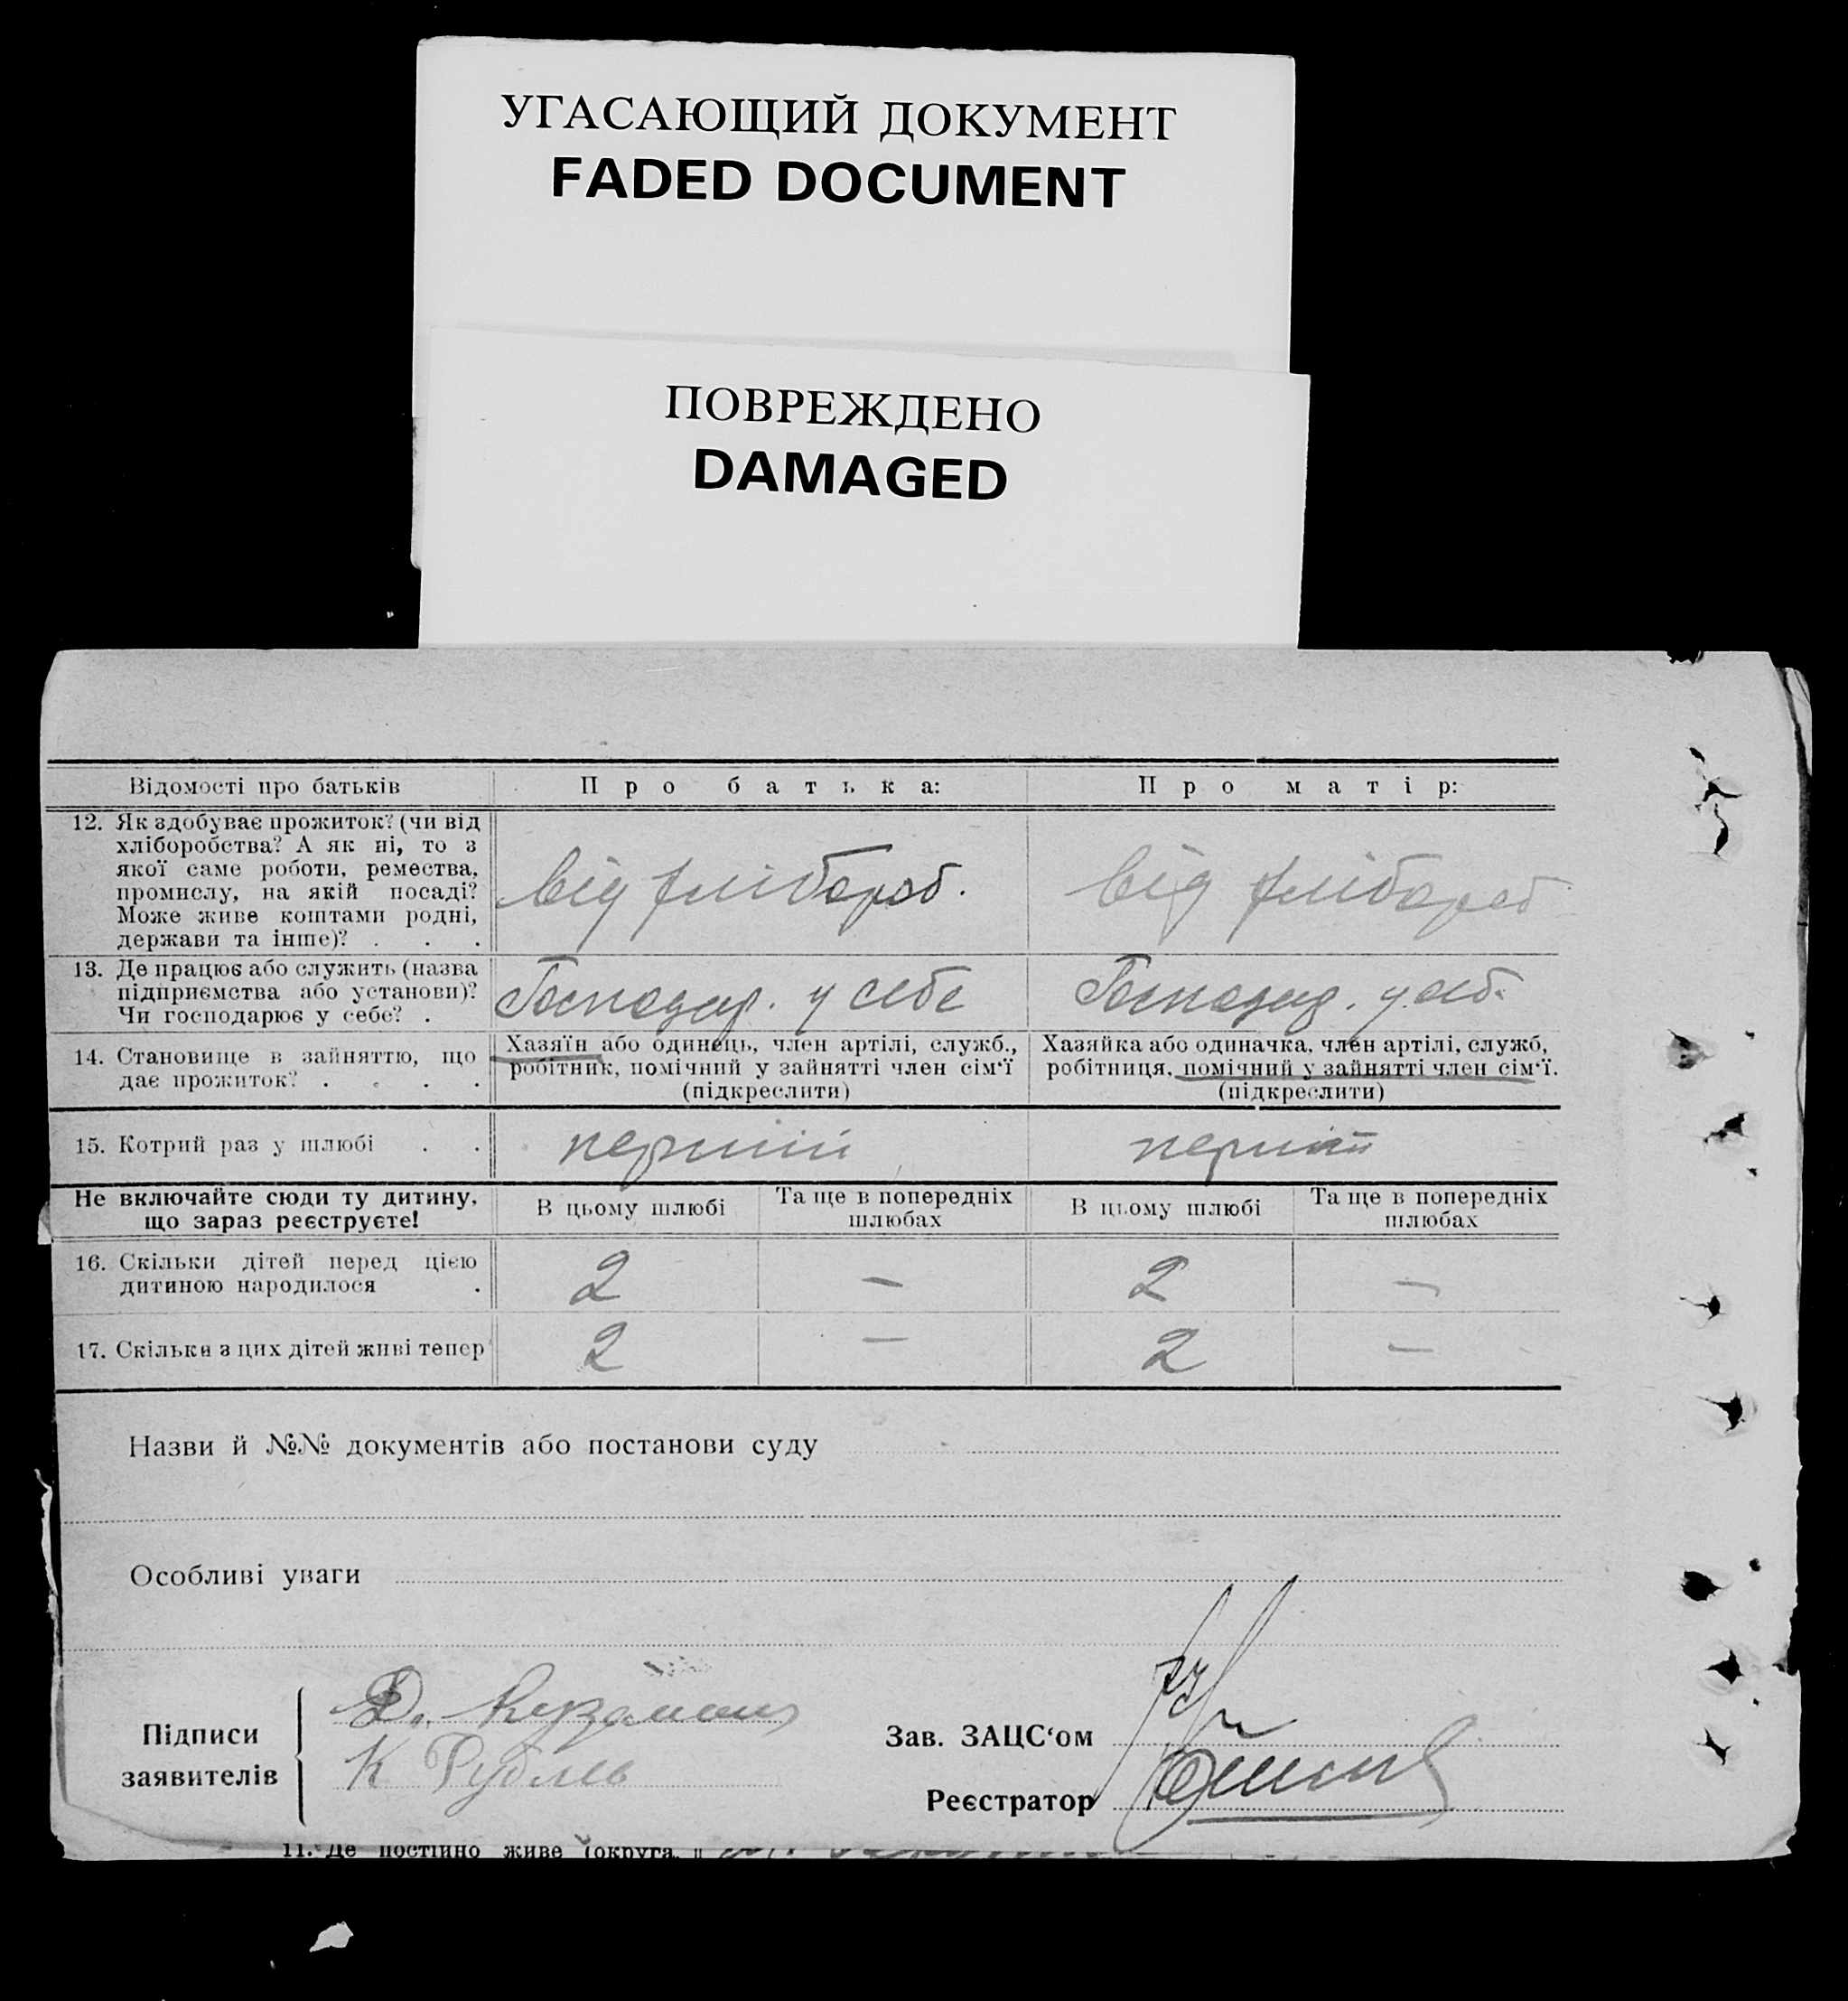 УГАСАЮЩИЙ ДОКУМЕНТ
FADED DOCUMENT
ПОВРЕЖДЕНО
DAMAGED
Відомості про батьків
Про батька:
Про матір:
12. Як здобуває прожиток? (чи від
хліборобства? А як ні, то з
якої саме роботи, ремества,
промислу, на якій посаді?
Може живе коштами родні,
держави та інше)? . . .
від хлібороб.
від хлібороб
13. Де працює або служить (назва
підприємства або установи)?
Чи господарює у себе? .
Господар. у себе
Господар. у себ.
14. Становище в зайняттю, що
дає прожиток? . . . .
Хазяїн або одинець, член артілі, служб.,
робітник, помічний у зайнятті член сім‘ї
(підкреслити)
Хазяйка або одиначка, член артілі, служб,
робітниця, помічний у зайнятті член сім‘ї.
(підкреслити)
15. Котрий раз у шлюбі . .
перший
перший
Не включайте сюди ту дитину,
що зараз реєструєте!
В цьому шлюбі
Та ще в попередніх
шлюбах
В цьому шлюбі
Та ще в попередніх
шлюбах
16. Скільки дітей перед цією
дитиною народилося .
2
—
2
—
17. Скільки з цих дітей живі тепер
2
—
2
—
Назви й №№ документів або постанови суду
Особливі уваги
Підписи
заявителів
Д.
К Рубль
Зав. ЗАЦС‘ом
Реєстратор
11. Де постійно живе (округа,